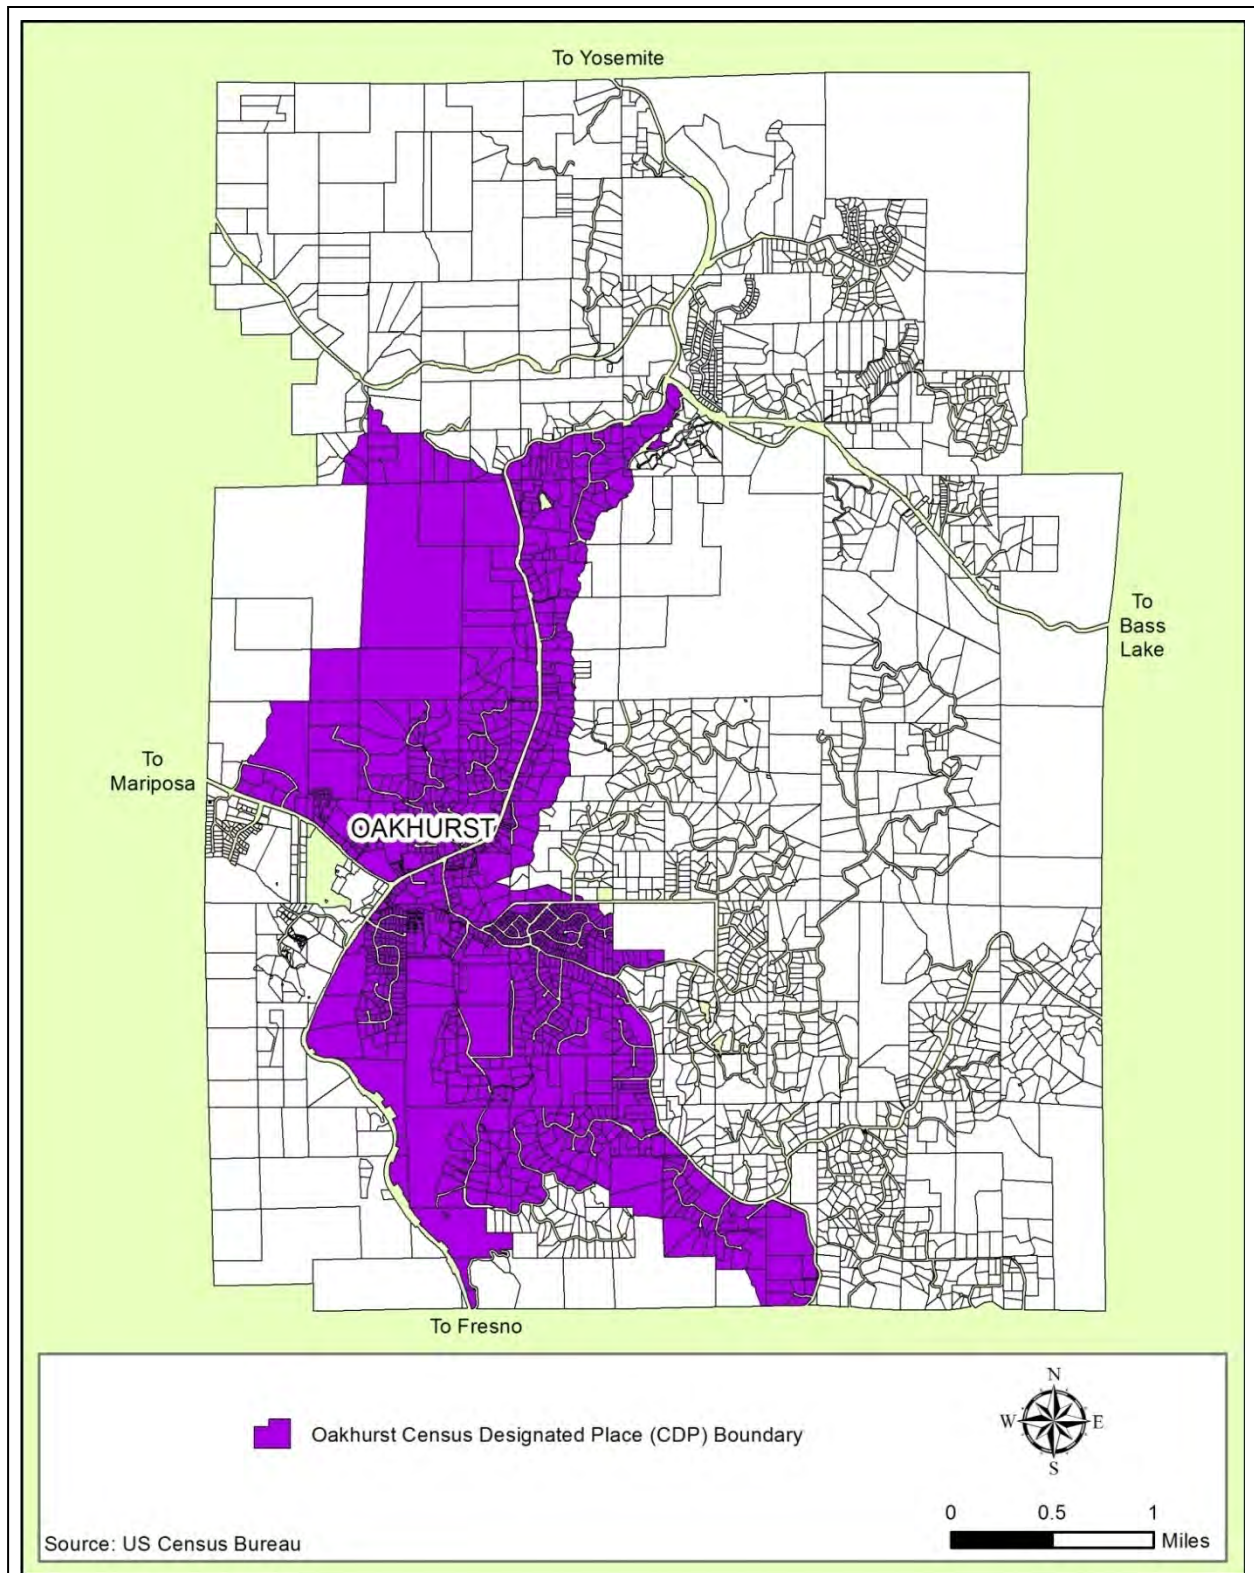 To Yosemite
To
Bass
Lake
To
Mariposa
OAKHURST
To Fresno
N
W
E
S
Oakhurst Census Designated Place (CDP) Boundary
0
0.5
1
Miles
Source: US Census Bureau